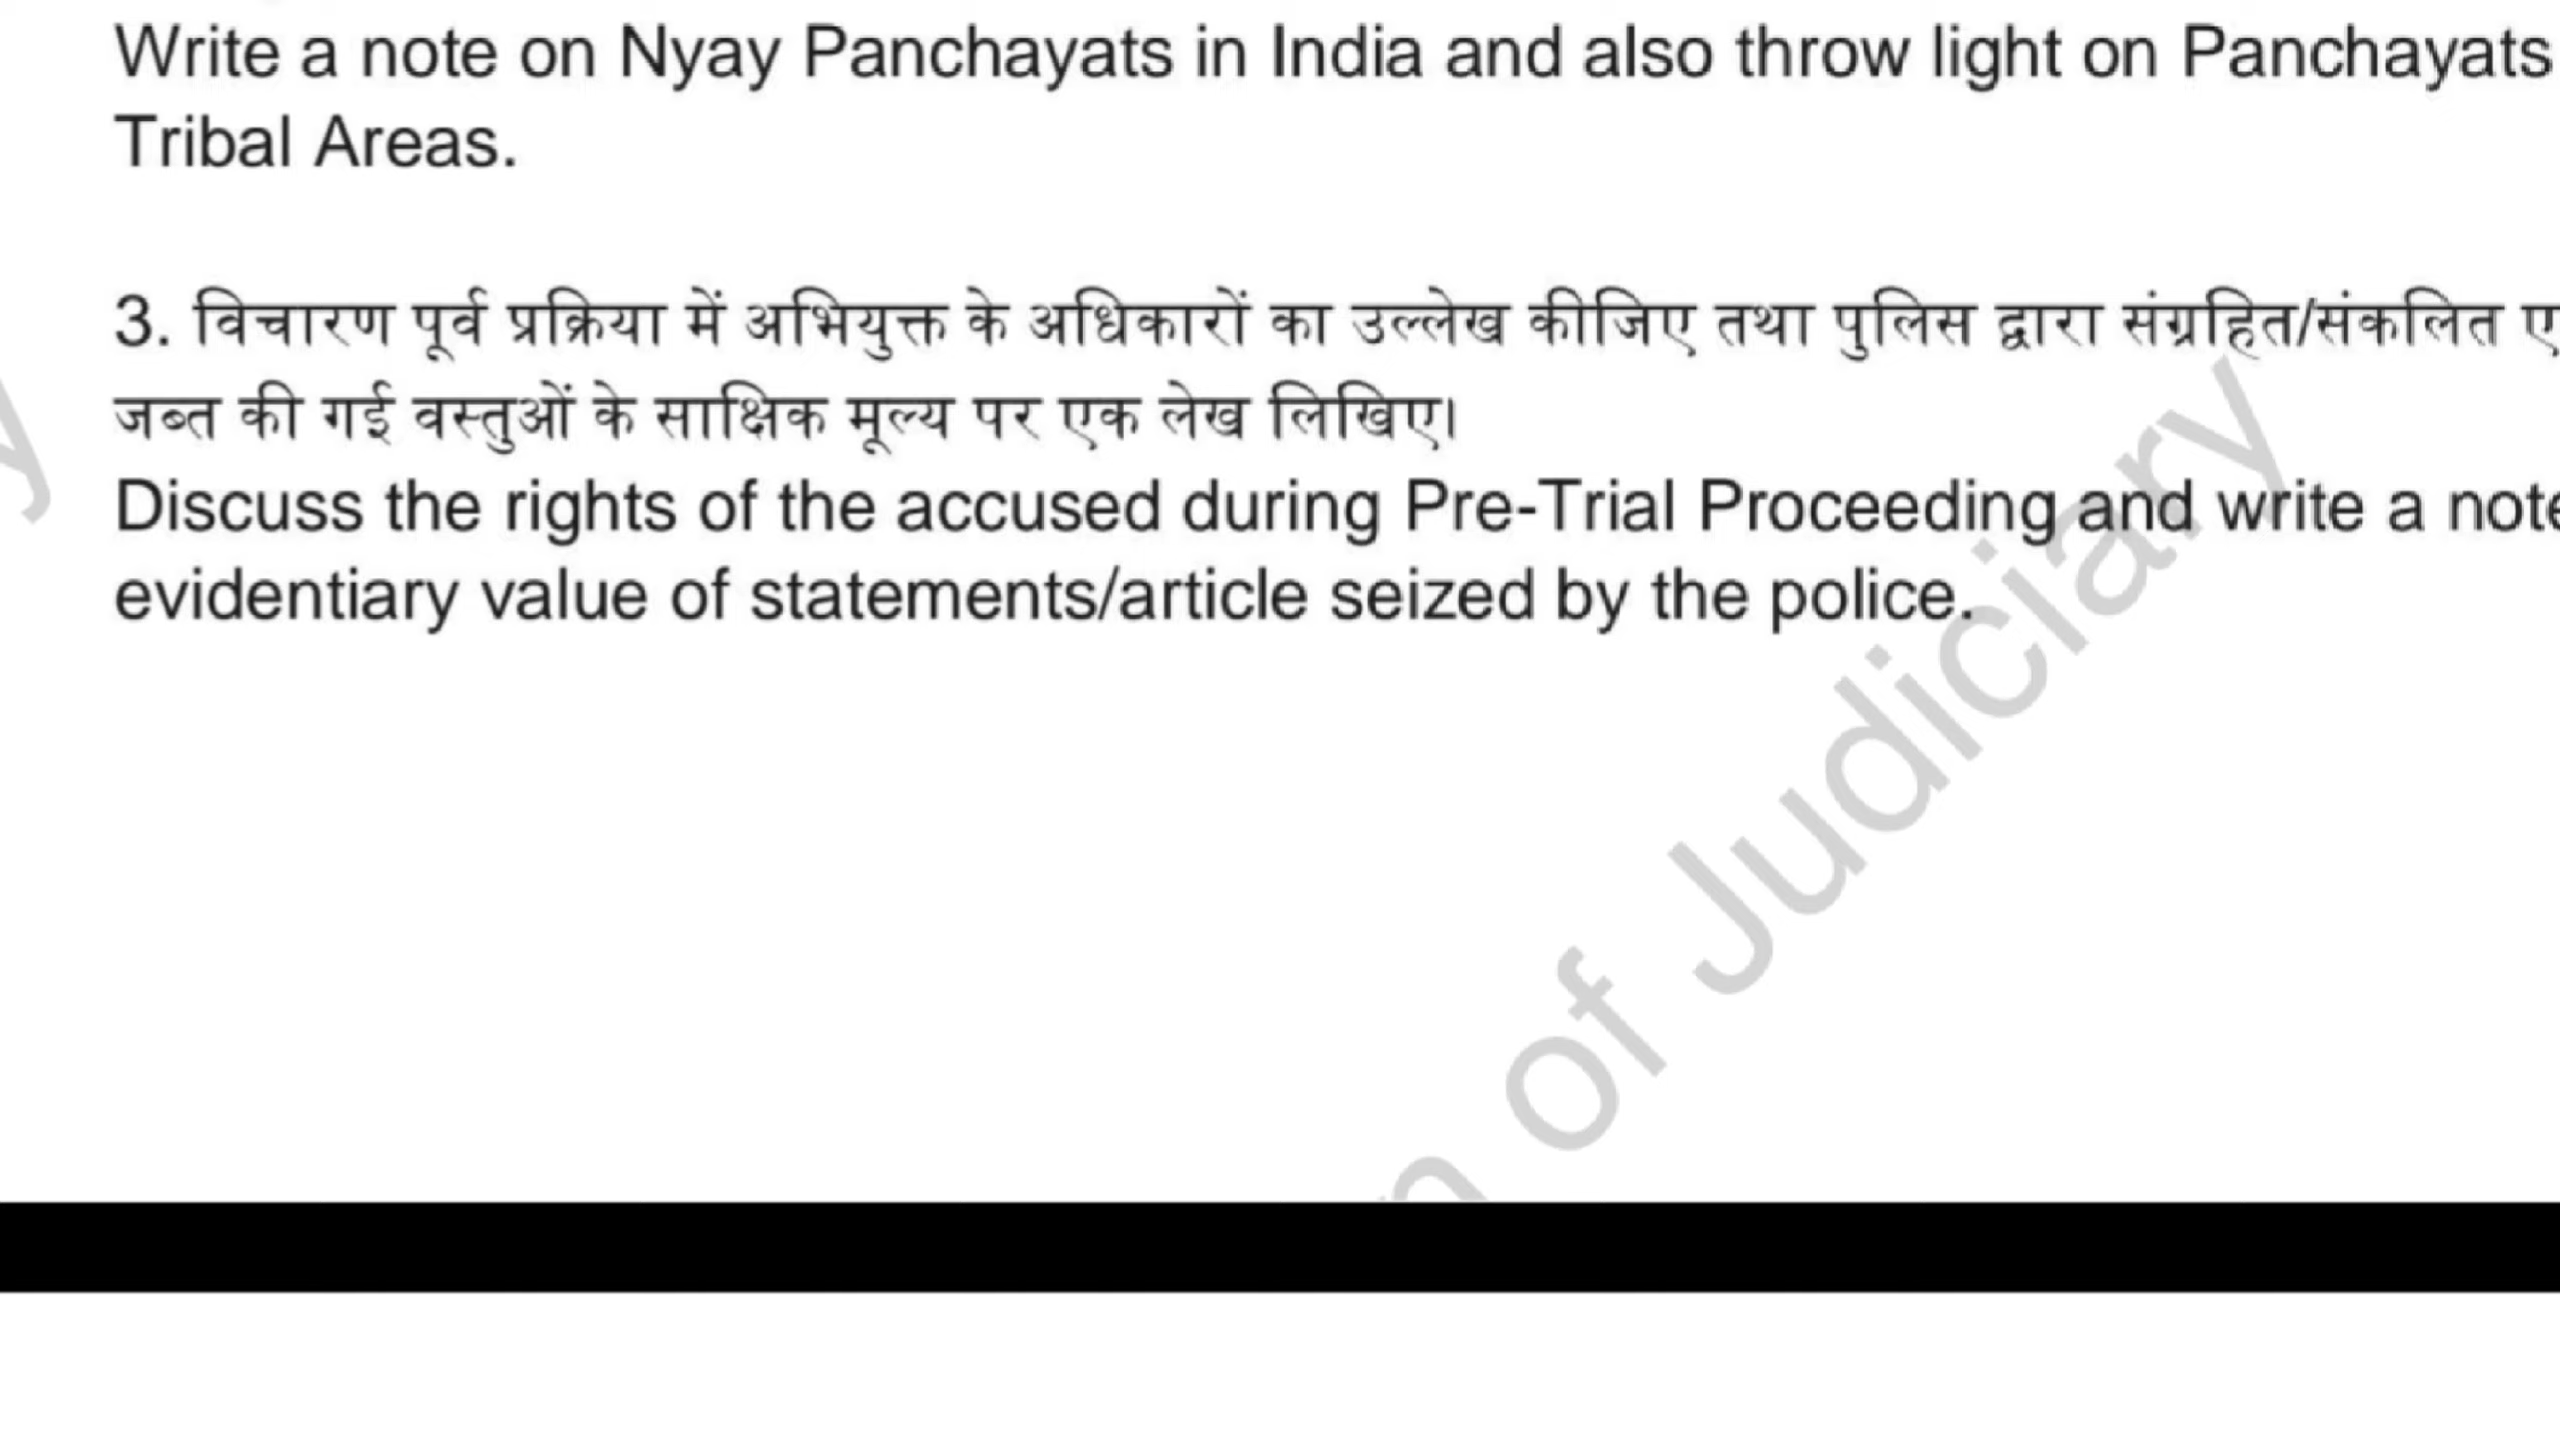 Write a note on Nyay Panchayats in India and also throw light on Panchayats
Tribal Areas.
3. विचारण पूर्व प्रक्रिया में अभियुक्त के अधिकारों का उल्लेख कीजिए तथा पुलिस द्वारा संग्रहित/संकलित
जब्त की गई वस्तुओं के साक्षिक मूल्य पर एक लेख लिखिए।
Discuss the rights of the accused during Pre-Trial Proceeding and write a note
evidentiary value of statements/article seized by the police.
of Judiciary